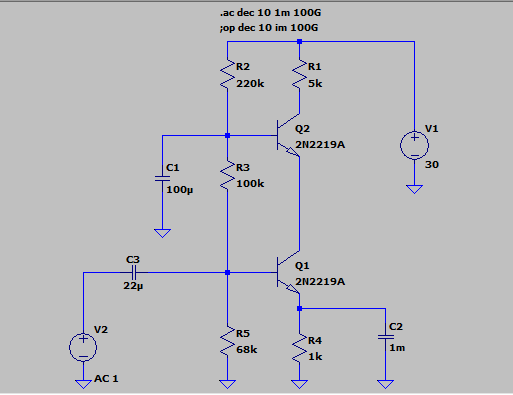 .ac dec 10 1m 100G
;op dec 10 im 100G
R2
220k
R1
5k
Q2
2N2219A
V1
30
C1
100µ
R3
100k
C3
22µ
Q1
2N2219A
V2
AC 1
R5
68k
R4
1k
C2
1m